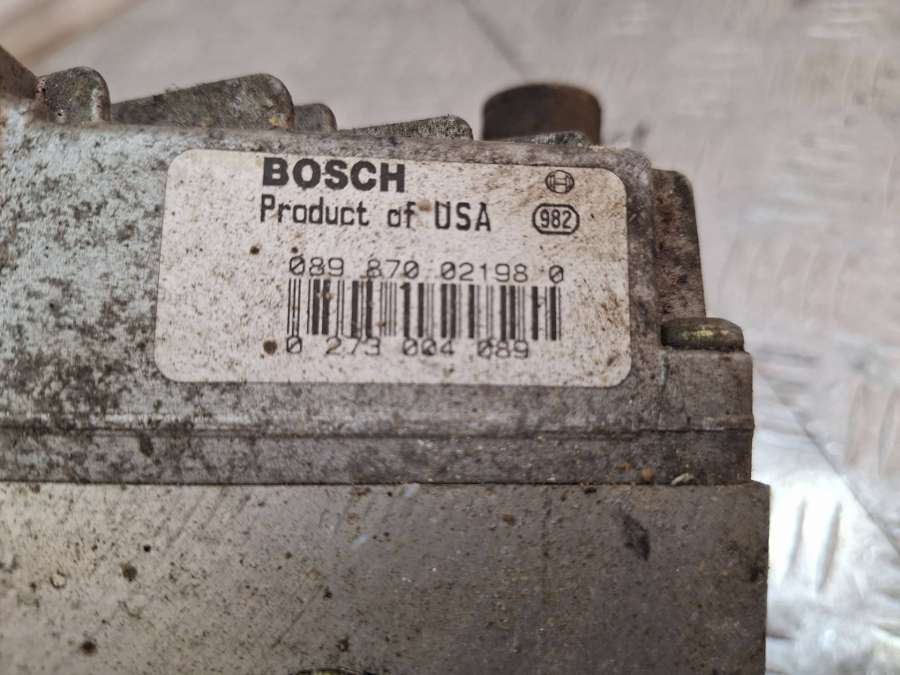 BOSCH
Product of USA
982
089 870 02198 0
0 273 004 089